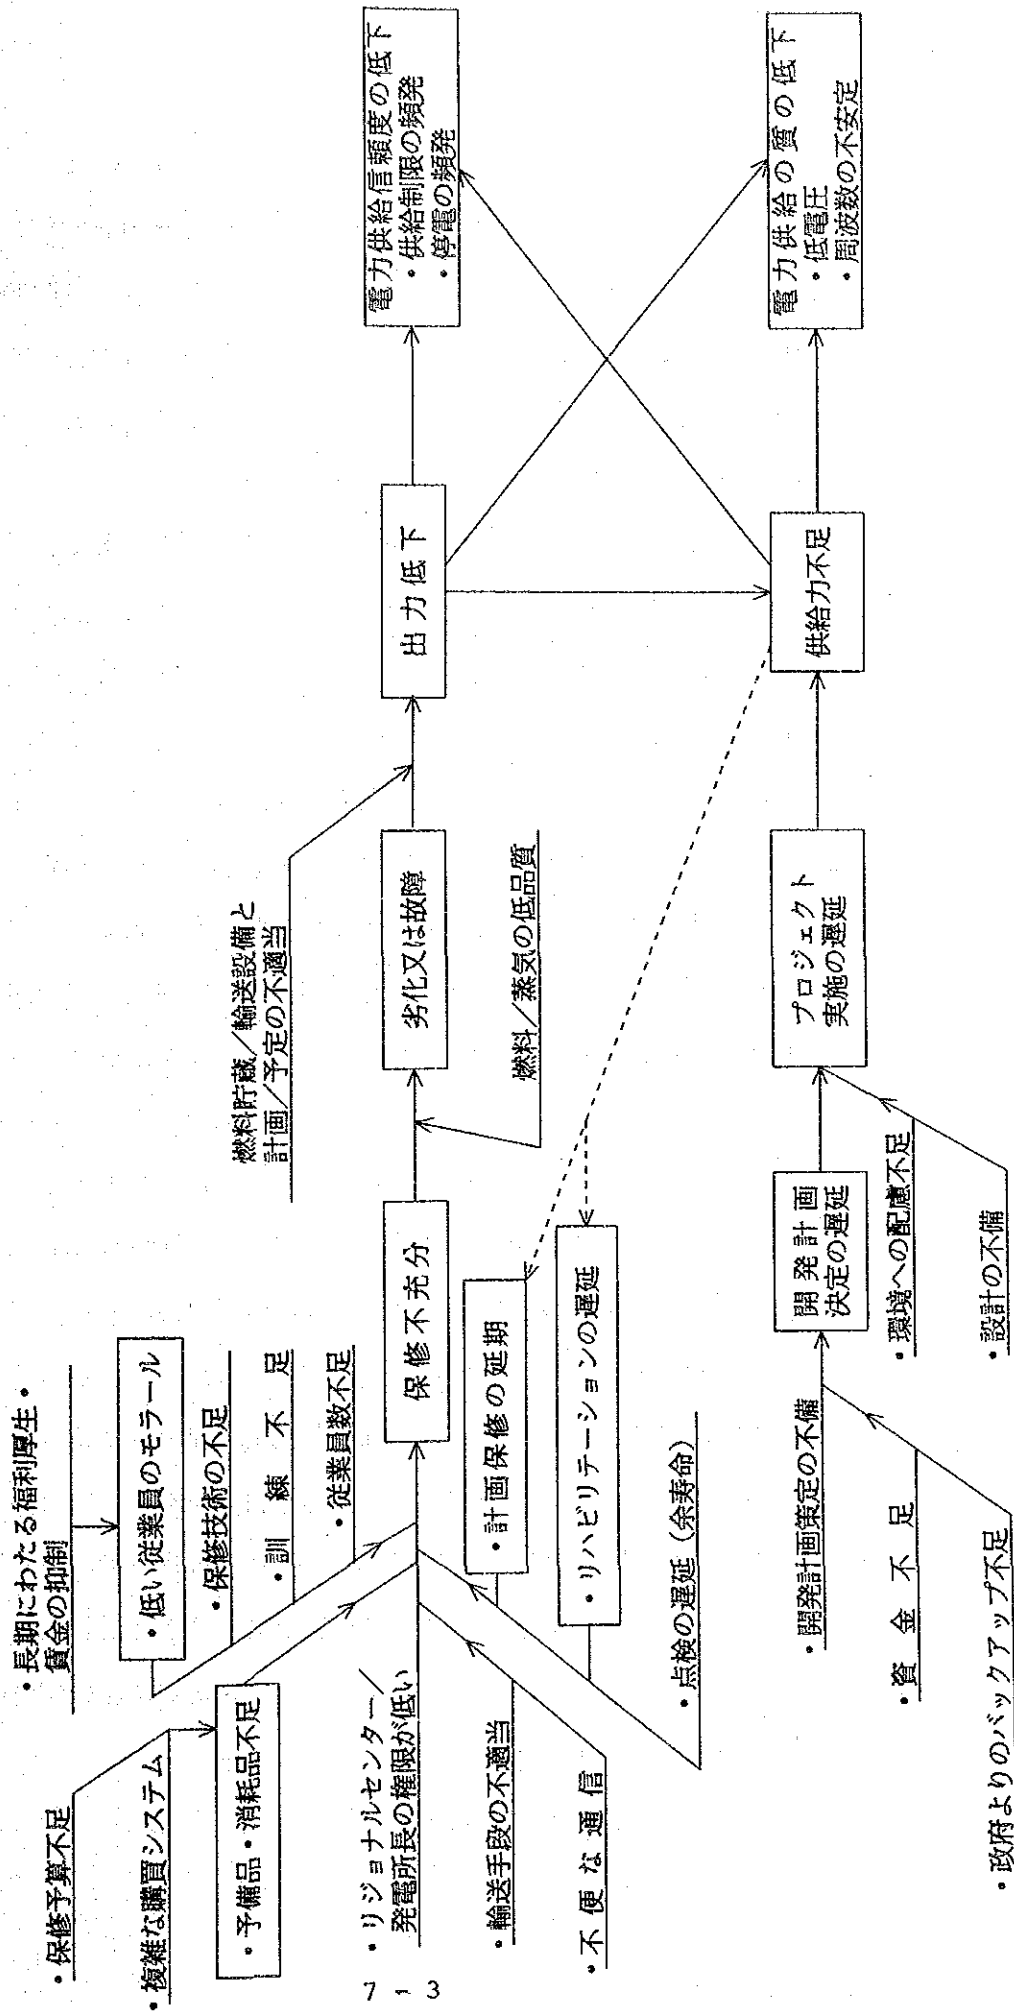 ・長期にわたる福利厚生・
賃金の抑制
・低い従業員のモラール
・保修技術の不足
・訓練不足
・従業員数不足
・保修予算不足
・複雑な購買システム
・予備品・消耗品不足
・リジョナルセンター／
発電所長の権限が低い
・輸送手段の不適当
・不便な通信
保修不充分
・計画保修の延期
・リハビリテーションの遅延
・点検の遅延（余寿命）
燃料貯蔵／輸送設備と
計画／予定の不適当
劣化又は故障
燃料／蒸気の低品質
出力低下
電力供給信頼度の低下
・供給制限の頻発
・停電の頻発
・開発計画策定の不備
・資金不足
・政府よりのバックアップ不足
開発計画
決定の遅延
・環境への配慮不足
・設計の不備
プロジェクト
実施の遅延
供給力不足
電力供給の質の低下
・低電圧
・周波数の不安定
7-3